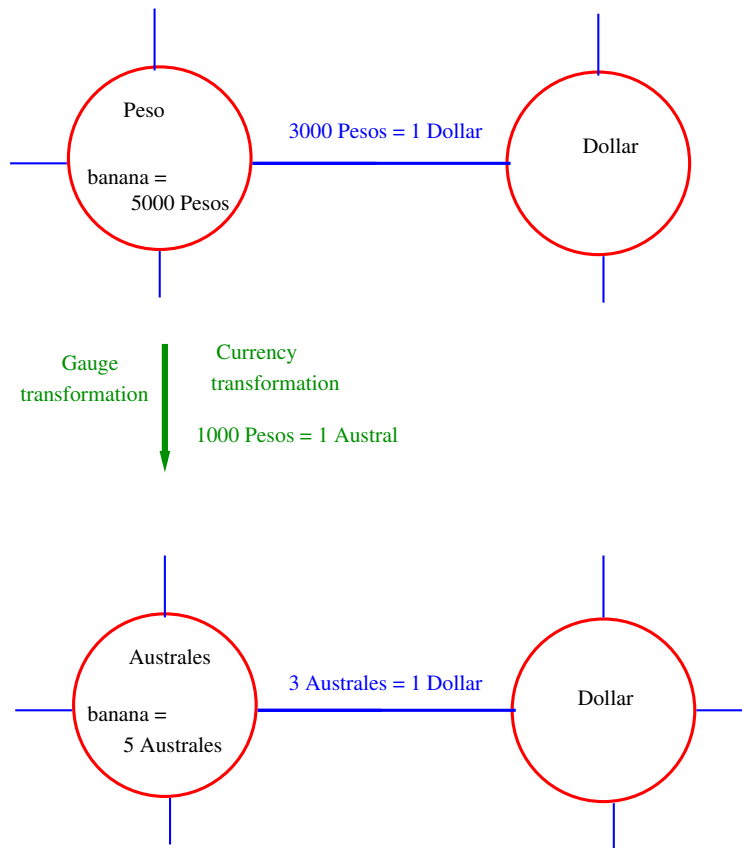 Peso
3000 Pesos = 1 Dollar
Dollar
banana =
5000 Pesos
Gauge
transformation
Currency
transformation
1000 Pesos = 1 Austral
Australes
3 Australes = 1 Dollar
Dollar
banana =
5 Australes